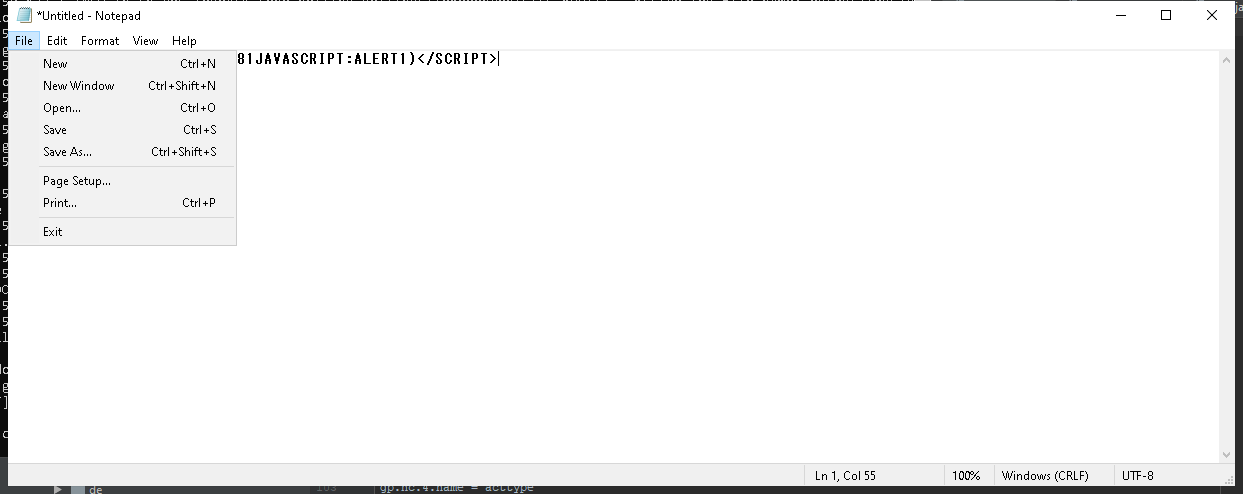 *Untitled - Notepad
File Edit Format View Help
81JAVASCRIPT:ALERT1)</SCRIPT>
New Ctrl+N
New Window Ctrl+Shift+N
Open... Ctrl+O
Save Ctrl+S
Save As... Ctrl+Shift+S
Page Setup...
Print... Ctrl+P
Exit
Ln 1, Col 55 100% Windows (CRLF) UTF-8
de 103 gp.nc.4.name = acttype